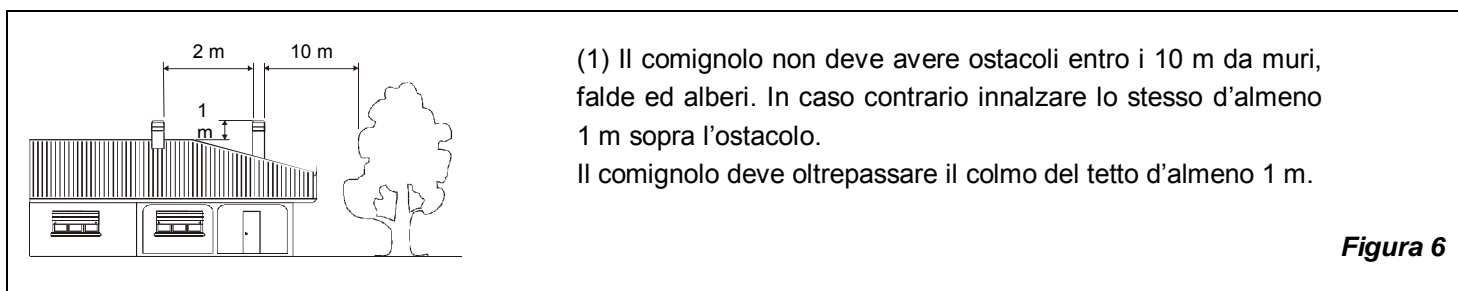 2 m
10 m
1
m
(1) Il comignolo non deve avere ostacoli entro i 10 m da muri,
falde ed alberi. In caso contrario innalzare lo stesso d’almeno
1 m sopra l’ostacolo.
Il comignolo deve oltrepassare il colmo del tetto d’almeno 1 m.
Figura 6